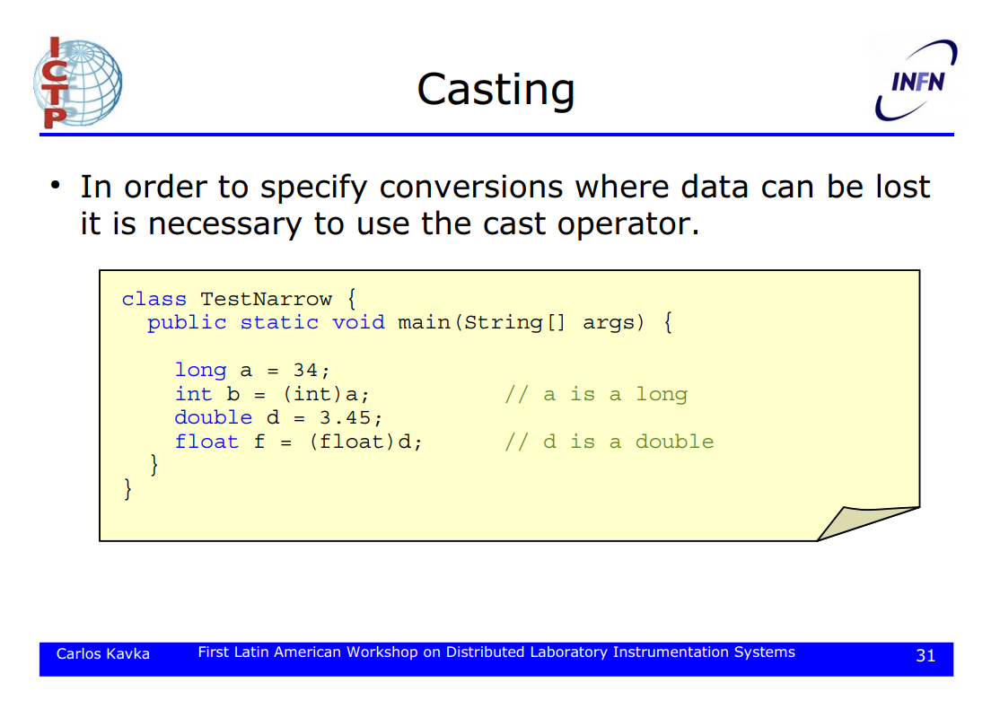 ICTP
INFN
Casting
• In order to specify conversions where data can be lost
it is necessary to use the cast operator.
class TestNarrow {
  public static void main(String[] args) {

    long a = 34;
    int b = (int)a;          // a is a long
    double d = 3.45;
    float f = (float)d;      // d is a double
  }
}
Carlos Kavka
First Latin American Workshop on Distributed Laboratory Instrumentation Systems
31